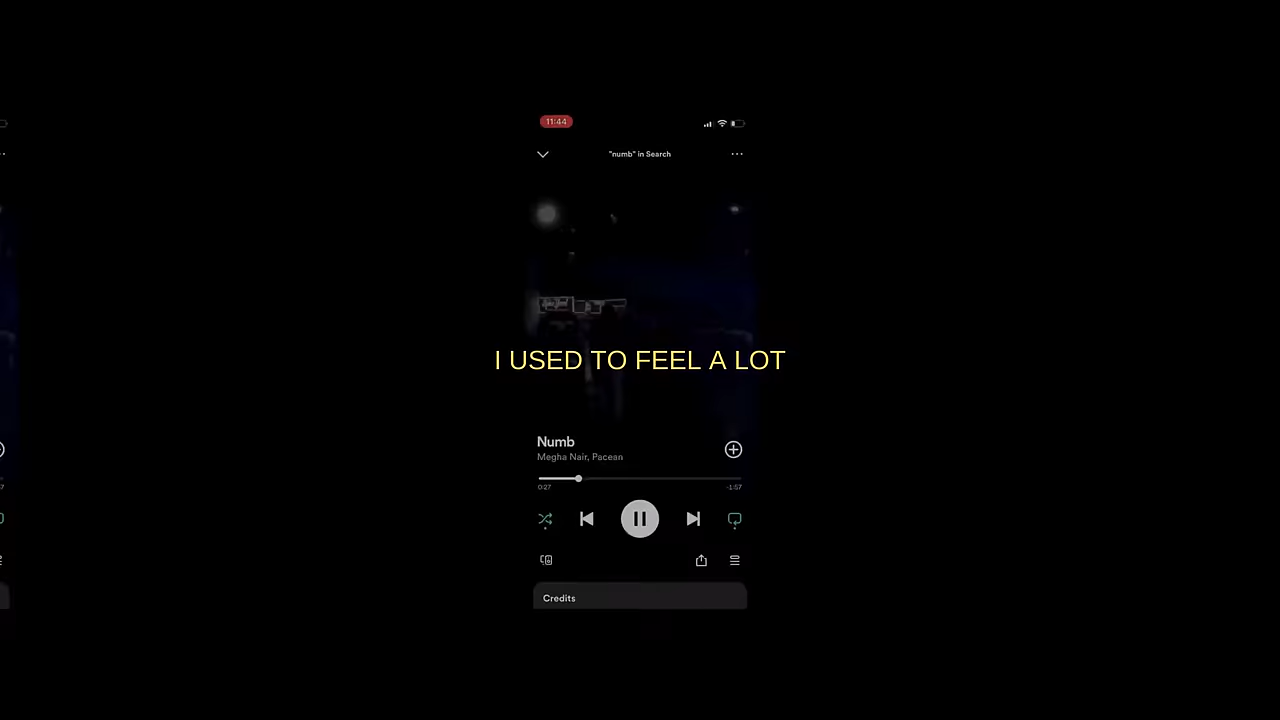 11:44
"numb" in Search
I USED TO FEEL A LOT
Numb
Megha Nair, Pacean
0:27
-1:57
Credits